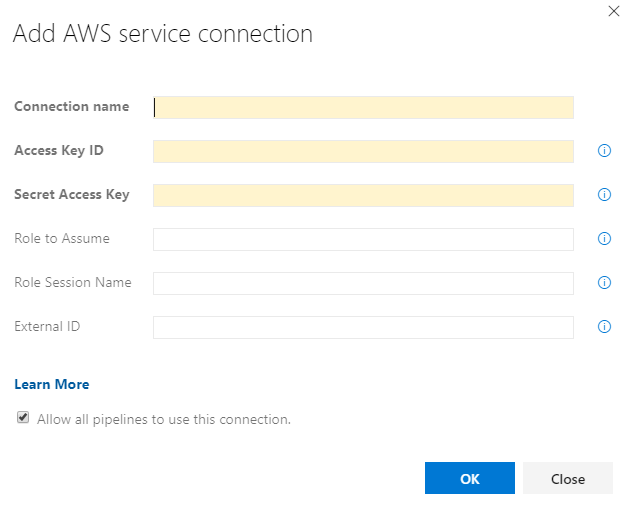 Add AWS service connection
Connection name
Access Key ID
Secret Access Key
Role to Assume
Role Session Name
External ID
Learn More
Allow all pipelines to use this connection.
OK Close